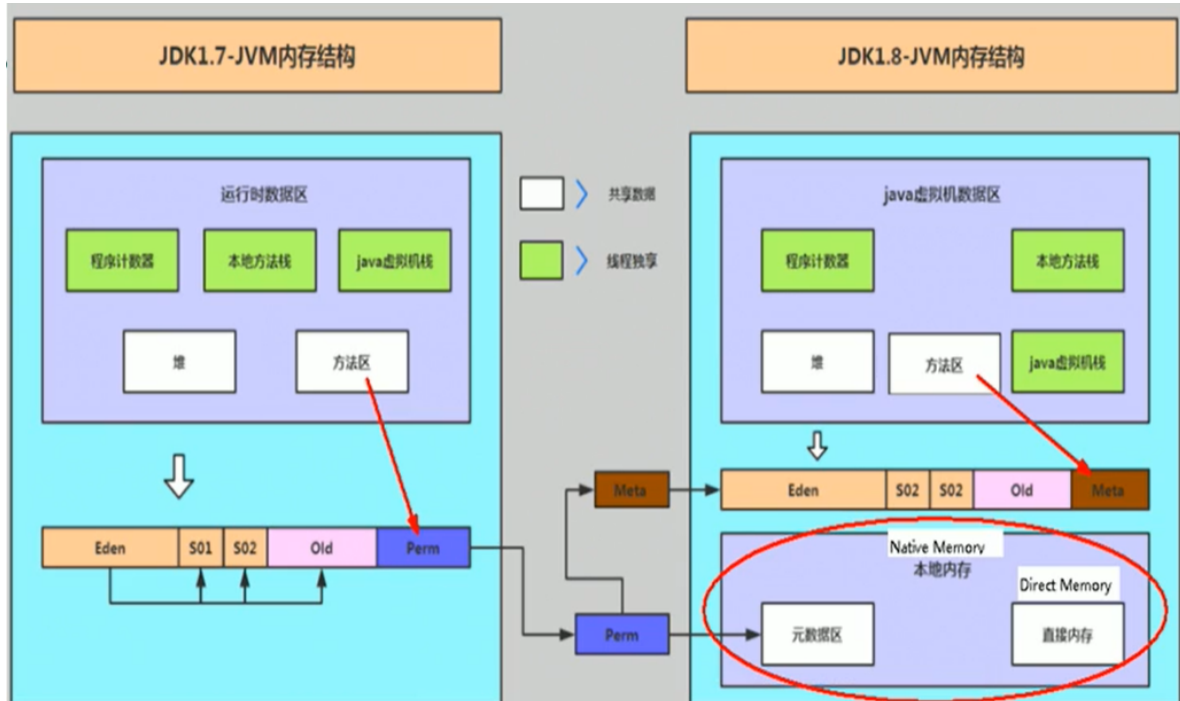 JDK1.7-JVM内存结构
JDK1.8-JVM内存结构
运行时数据区
程序计数器
本地方法栈
java虚拟机栈
堆
方法区
Eden
S01
S02
Old
Perm
共享数据
线程独享
Meta
Perm
java虚拟机数据区
程序计数器
本地方法栈
堆
方法区
java虚拟机栈
Eden
S02
S02
Old
Meta
Native Memory
本地内存
Direct Memory
元数据区
直接内存